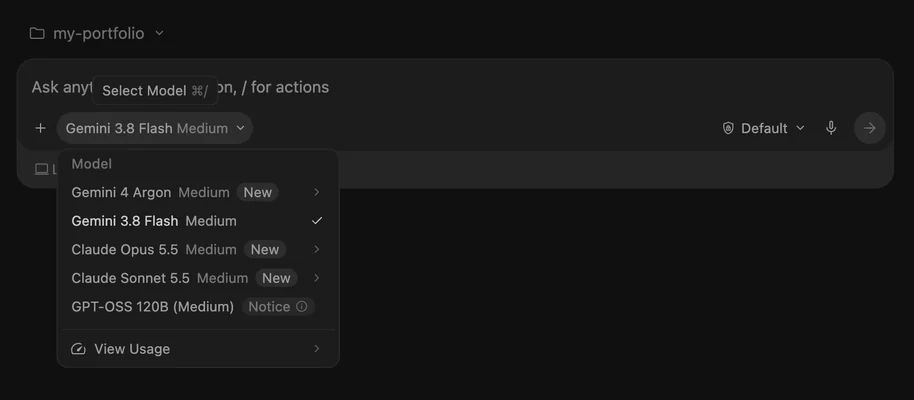 my-portfolio
Ask anyt on, / for actions
Select Model ⌘/
Gemini 3.8 Flash Medium
Default
L
Model
Gemini 4 Argon Medium New
Gemini 3.8 Flash Medium
Claude Opus 5.5 Medium New
Claude Sonnet 5.5 Medium New
GPT-OSS 120B (Medium) Notice
View Usage